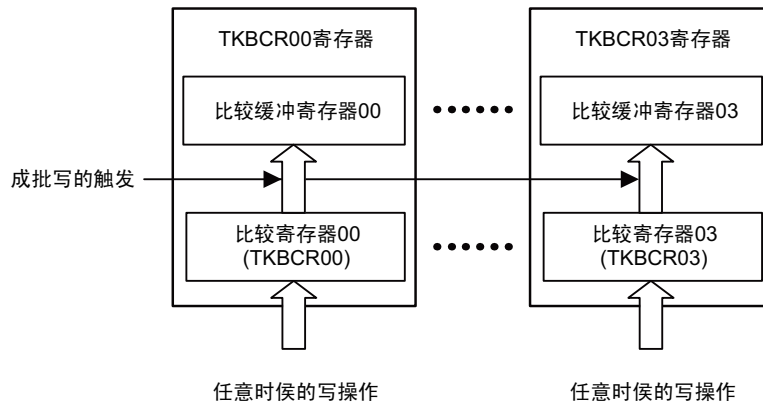 TKBCR00寄存器
TKBCR03寄存器
比较缓冲寄存器00
比较缓冲寄存器03
成批写的触发
比较寄存器00
(TKBCR00)
比较寄存器03
(TKBCR03)
任意时侯的写操作
任意时侯的写操作